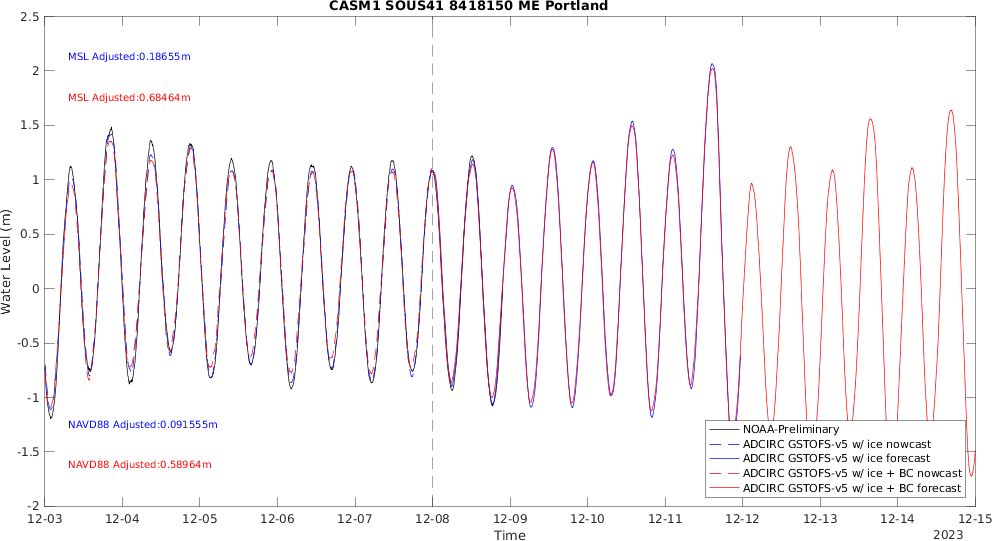 CASM1 SOUS41 8418150 ME Portland
2.5
2
1.5
1
0.5
0
-0.5
-1
-1.5
-2
Water Level (m)
MSL Adjusted:0.18655m
MSL Adjusted:0.68464m
NAVD88 Adjusted:0.091555m
NAVD88 Adjusted:0.58964m
NOAA-Preliminary
ADCIRC GSTOFS-v5 w/ ice nowcast
ADCIRC GSTOFS-v5 w/ ice forecast
ADCIRC GSTOFS-v5 w/ ice + BC nowcast
ADCIRC GSTOFS-v5 w/ ice + BC forecast
12-03 12-04 12-05 12-06 12-07 12-08 12-09 12-10 12-11 12-12 12-13 12-14 12-15
Time
2023